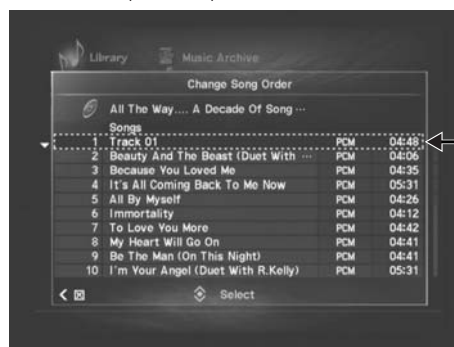 Library Music Archive
Change Song Order
All The Way.... A Decade Of Song ...
Songs
1 Track 01 PCM 04:48
2 Beauty And The Beast (Duet With ... PCM 04:06
3 Because You Loved Me PCM 04:35
4 It's All Coming Back To Me Now PCM 05:31
5 All By Myself PCM 04:26
6 Immortality PCM 04:12
7 To Love You More PCM 04:42
8 My Heart Will Go On PCM 04:41
9 Be The Man (On This Night) PCM 04:41
10 I'm Your Angel (Duet With R.Kelly) PCM 05:31
Select